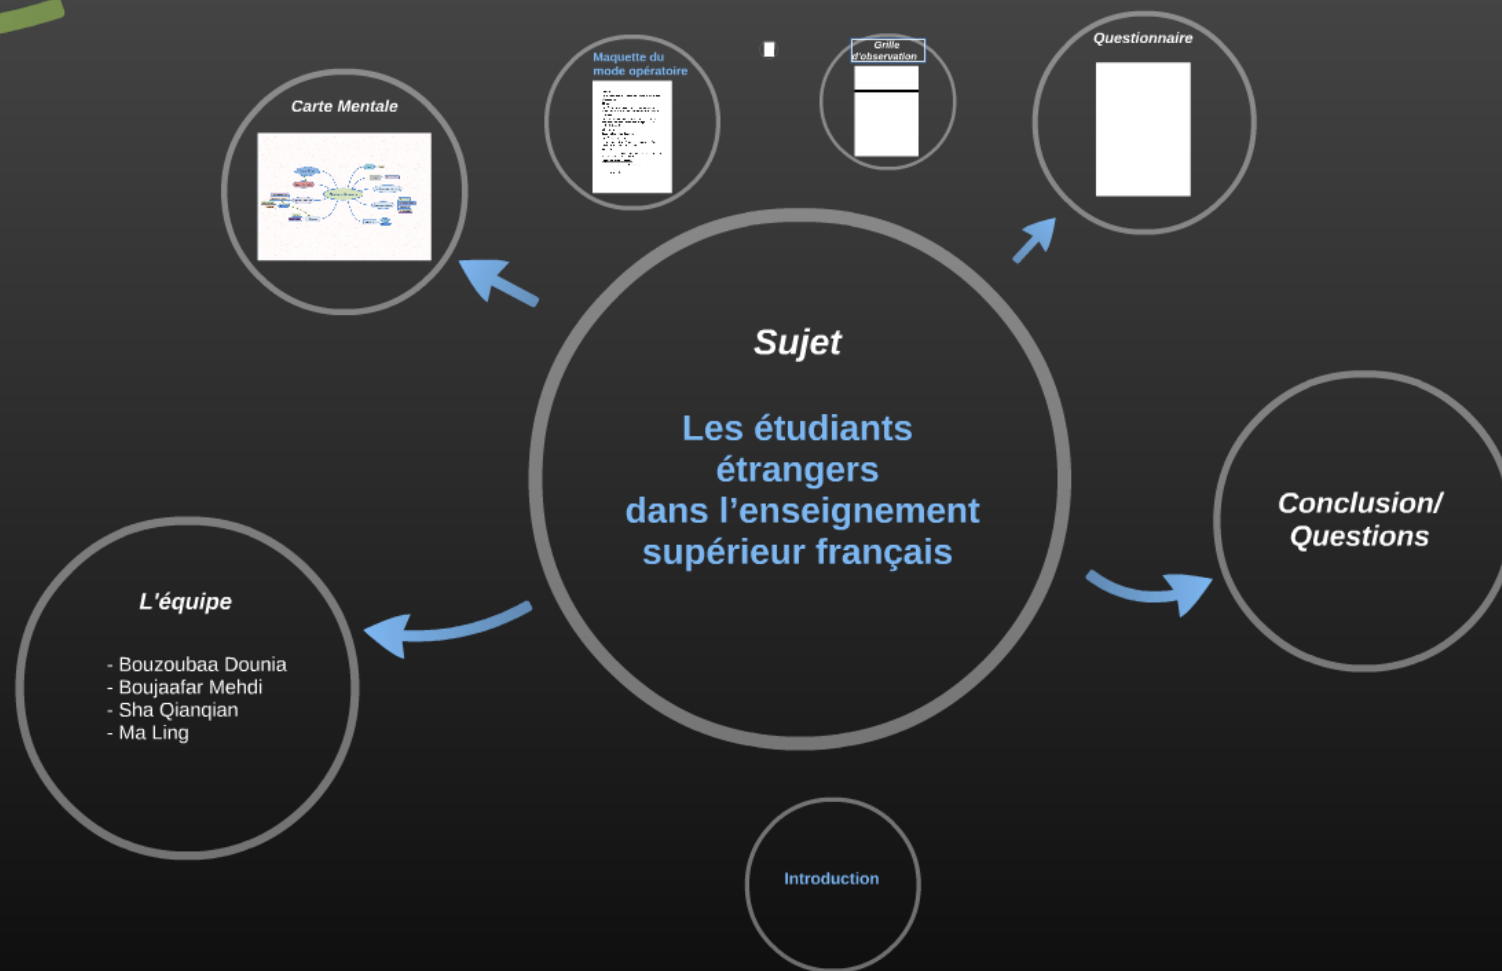 Carte Mentale
Maquette du
mode opératoire
Grille
d'observation
Questionnaire
Sujet
Les étudiants
étrangers
dans l’enseignement
supérieur français
Conclusion/
Questions
L'équipe
- Bouzoubaa Dounia
- Boujaafar Mehdi
- Sha Qianqian
- Ma Ling
Introduction